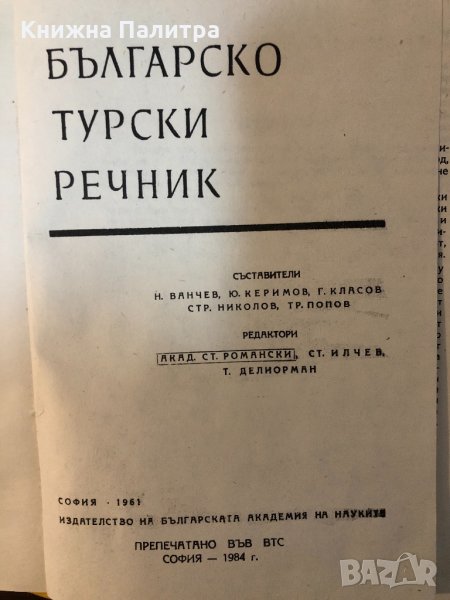 Книжна Палитра
БЪЛГАРСКО
ТУРСКИ
РЕЧНИК
СЪСТАВИТЕЛИ
Н. ВАНЧЕВ, Ю. КЕРИМОВ, Г. КЛАСОВ
СТР. НИКОЛОВ, ТР. ПОПОВ
РЕДАКТОРИ
АКАД. СТ. РОМАНСКИ, СТ. ИЛЧЕВ,
Т. ДЕЛИОРМАН
СОФИЯ · 1961
ИЗДАТЕЛСТВО НА БЪЛГАРСКАТА АКАДЕМИЯ НА НАУКИТЕ
ПРЕПЕЧАТАНО ВЪВ ВТС
СОФИЯ — 1984 г.
BAZAR